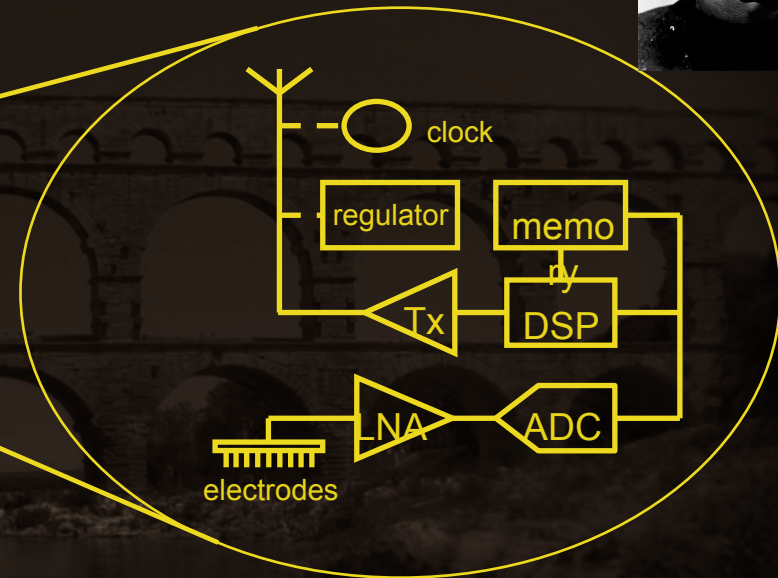 clock
regulator
memo
ry
Tx
DSP
LNA
ADC
electrodes